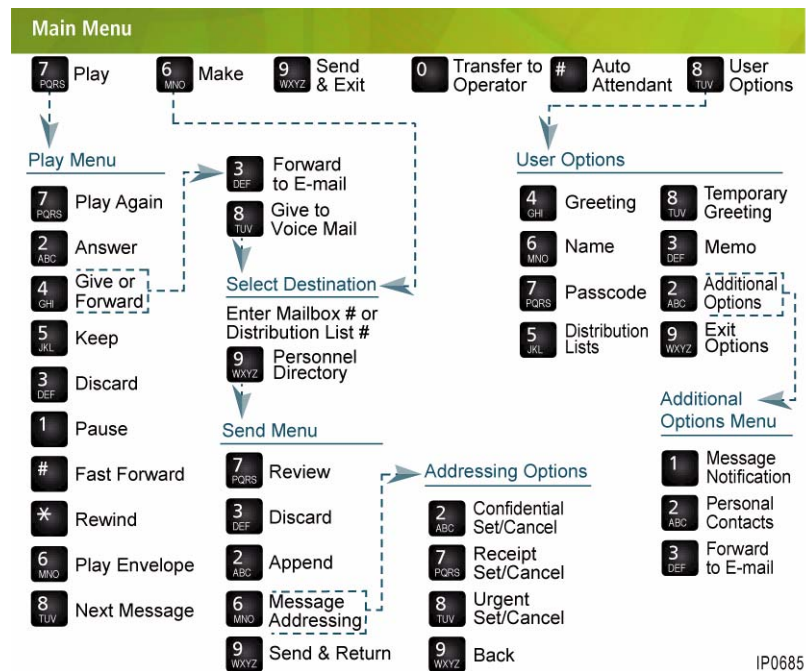 Main Menu
7 PQRS Play
6 MNO Make
9 WXYZ Send
& Exit
0 Transfer to
Operator
# Auto
Attendant
8 TUV User
Options
Play Menu
7 PQRS Play Again
2 ABC Answer
4 GHI Give or
Forward
5 JKL Keep
3 DEF Discard
1 Pause
# Fast Forward
* Rewind
6 MNO Play Envelope
8 TUV Next Message
3 DEF Forward
to E-mail
8 TUV Give to
Voice Mail
Select Destination
Enter Mailbox # or
Distribution List #
9 WXYZ Personnel
Directory
Send Menu
7 PQRS Review
3 DEF Discard
2 ABC Append
6 MNO Message
Addressing
9 WXYZ Send & Return
Addressing Options
2 ABC Confidential
Set/Cancel
7 PQRS Receipt
Set/Cancel
8 TUV Urgent
Set/Cancel
9 WXYZ Back
User Options
4 GHI Greeting
6 MNO Name
7 PQRS Passcode
5 JKL Distribution
Lists
8 TUV Temporary
Greeting
3 DEF Memo
2 ABC Additional
Options
9 WXYZ Exit
Options
Additional
Options Menu
1 Message
Notification
2 ABC Personal
Contacts
3 DEF Forward
to E-mail
IP0685